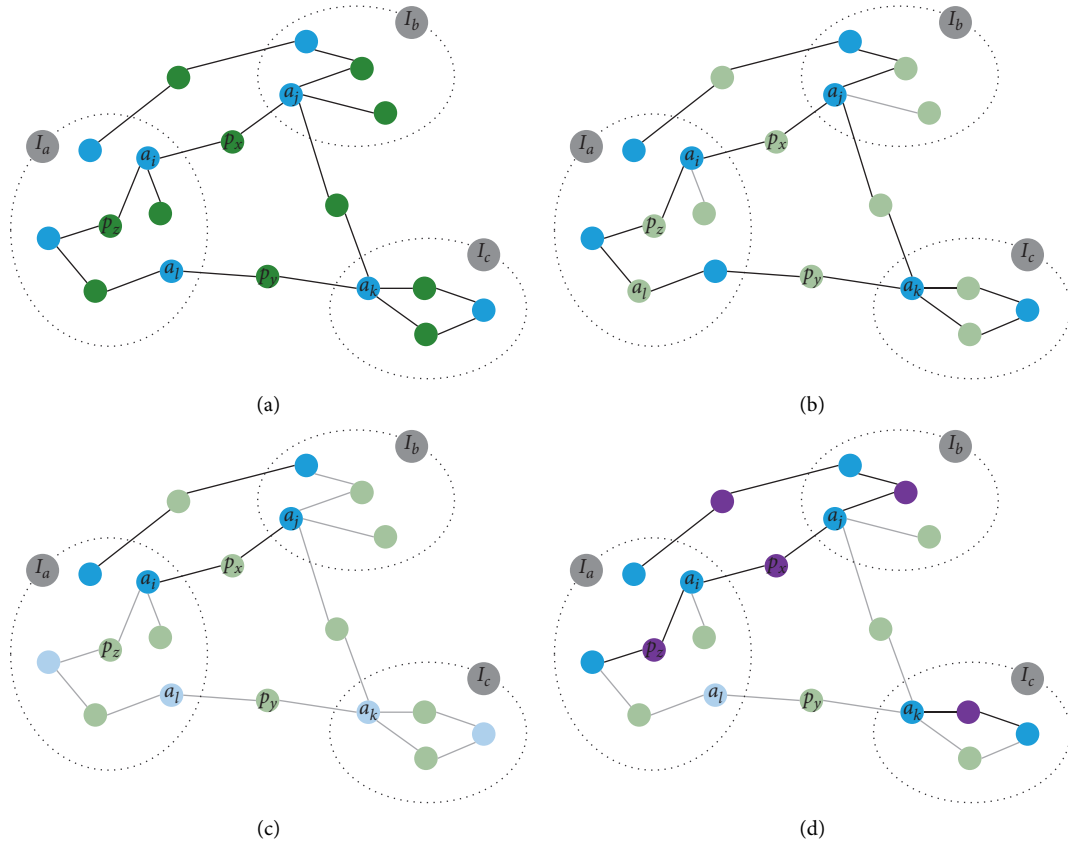 I_b
I_b
a_j
a_j
I_a
p_x
I_a
p_x
a_i
a_i
p_z
p_z
I_c
I_c
a_l
p_y
a_k
a_l
p_y
a_k
(a)
(b)
I_b
I_b
a_j
a_j
I_a
p_x
I_a
p_x
a_i
a_i
p_z
p_z
I_c
I_c
a_l
p_y
a_k
a_l
p_y
a_k
(c)
(d)